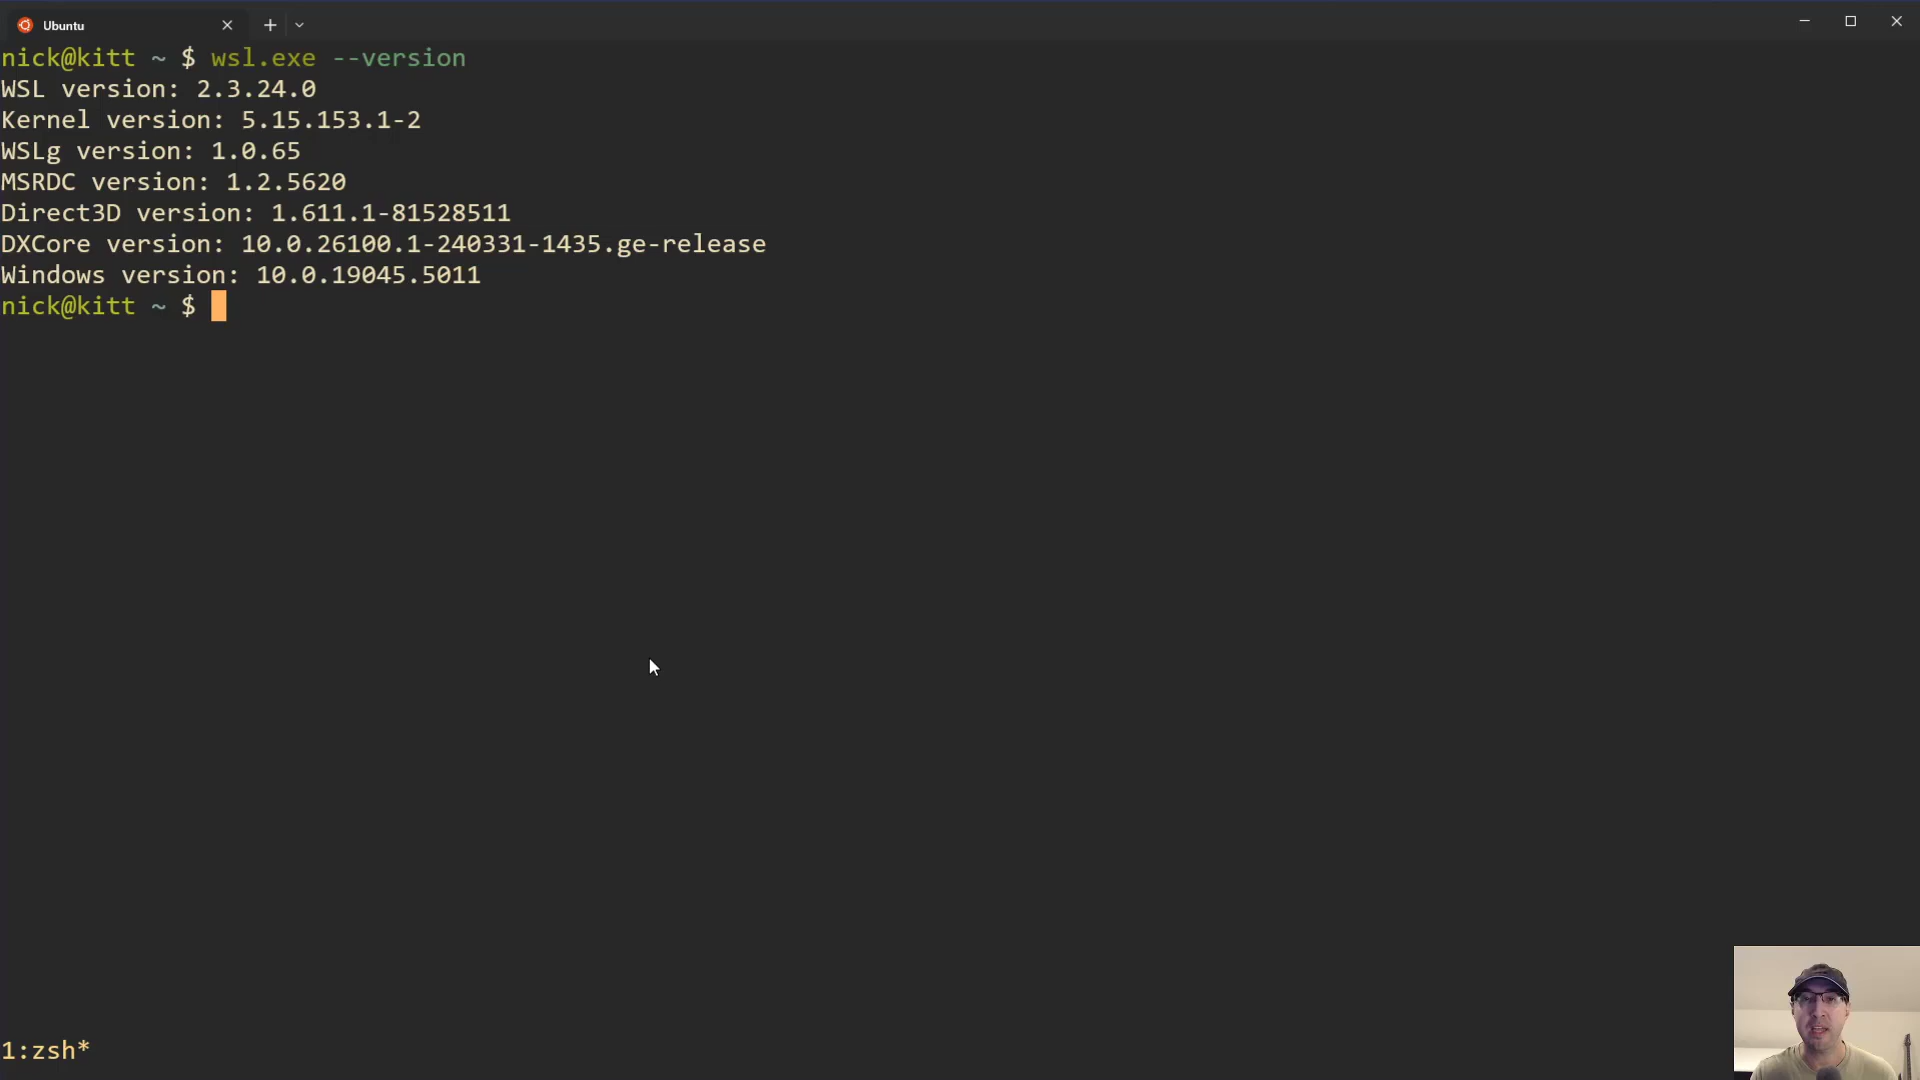 Ubuntu
nick@kitt ~ $ wsl.exe --version
WSL version: 2.3.24.0
Kernel version: 5.15.153.1-2
WSLg version: 1.0.65
MSRDC version: 1.2.5620
Direct3D version: 1.611.1-81528511
DXCore version: 10.0.26100.1-240331-1435.ge-release
Windows version: 10.0.19045.5011
nick@kitt ~ $
1:zsh*